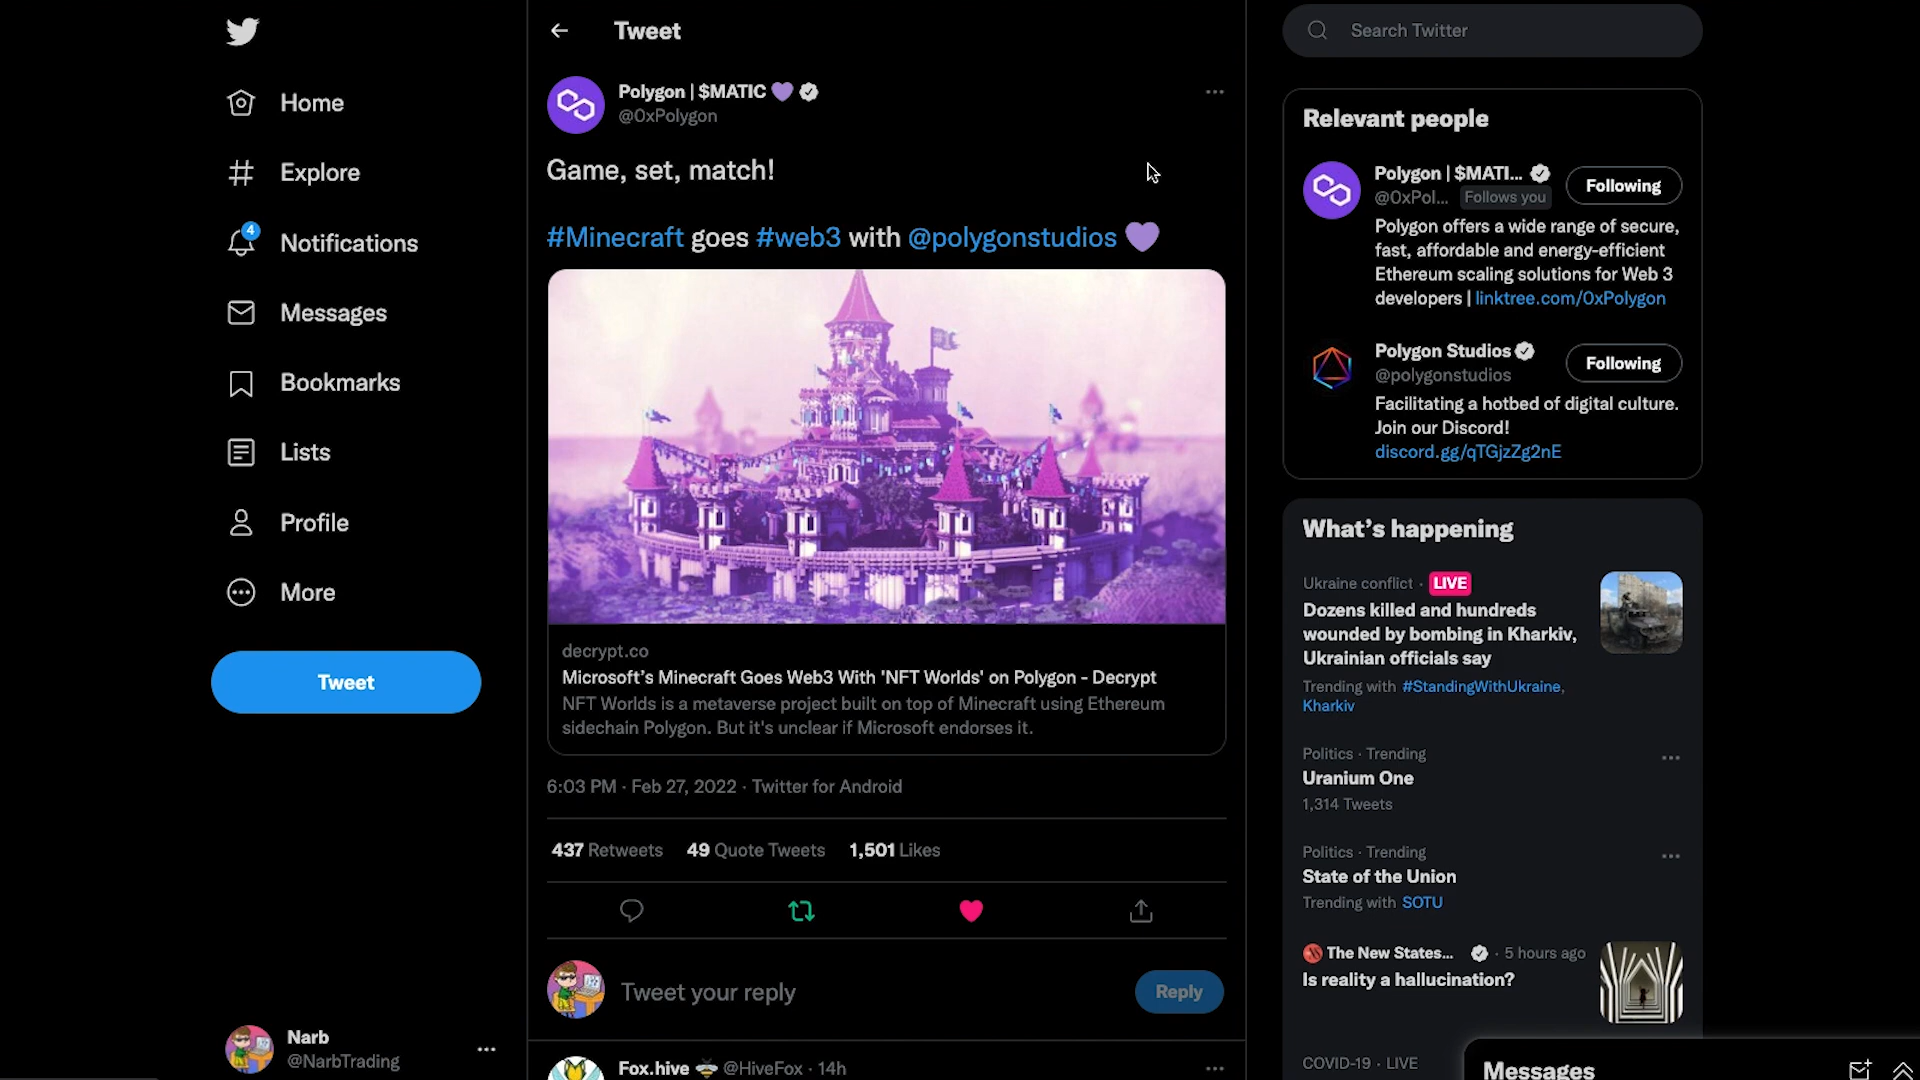 Home
Explore
4
Notifications
Messages
Bookmarks
Lists
Profile
More
Tweet
Narb
@NarbTrading
Tweet
Polygon | $MATIC 💜
@0xPolygon
Game, set, match!
#Minecraft goes #web3 with @polygonstudios 💜
decrypt.co
Microsoft’s Minecraft Goes Web3 With 'NFT Worlds' on Polygon - Decrypt
NFT Worlds is a metaverse project built on top of Minecraft using Ethereum
sidechain Polygon. But it's unclear if Microsoft endorses it.
6:03 PM · Feb 27, 2022 · Twitter for Android
437 Retweets 49 Quote Tweets 1,501 Likes
Tweet your reply
Reply
Fox.hive 🐝 @HiveFox · 14h
Search Twitter
Relevant people
Polygon | $MATI...
Following
@0xPol... Follows you
Polygon offers a wide range of secure,
fast, affordable and energy-efficient
Ethereum scaling solutions for Web 3
developers | linktree.com/0xPolygon
Polygon Studios
Following
@polygonstudios
Facilitating a hotbed of digital culture.
Join our Discord!
discord.gg/qTGjzZg2nE
What’s happening
Ukraine conflict · LIVE
Dozens killed and hundreds
wounded by bombing in Kharkiv,
Ukrainian officials say
Trending with #StandingWithUkraine,
Kharkiv
Politics · Trending
Uranium One
1,314 Tweets
Politics · Trending
State of the Union
Trending with SOTU
The New States... · 5 hours ago
Is reality a hallucination?
COVID-19 · LIVE
Messages